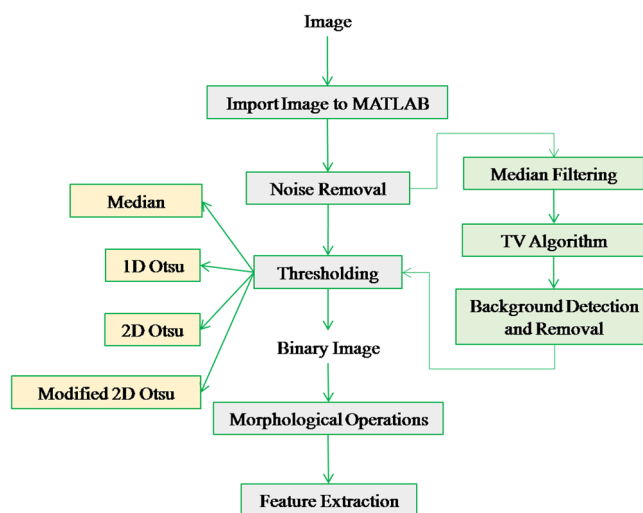 Image
Import Image to MATLAB
Noise Removal
Median Filtering
Median
TV Algorithm
1D Otsu
Thresholding
Background Detection
and Removal
2D Otsu
Binary Image
Modified 2D Otsu
Morphological Operations
Feature Extraction